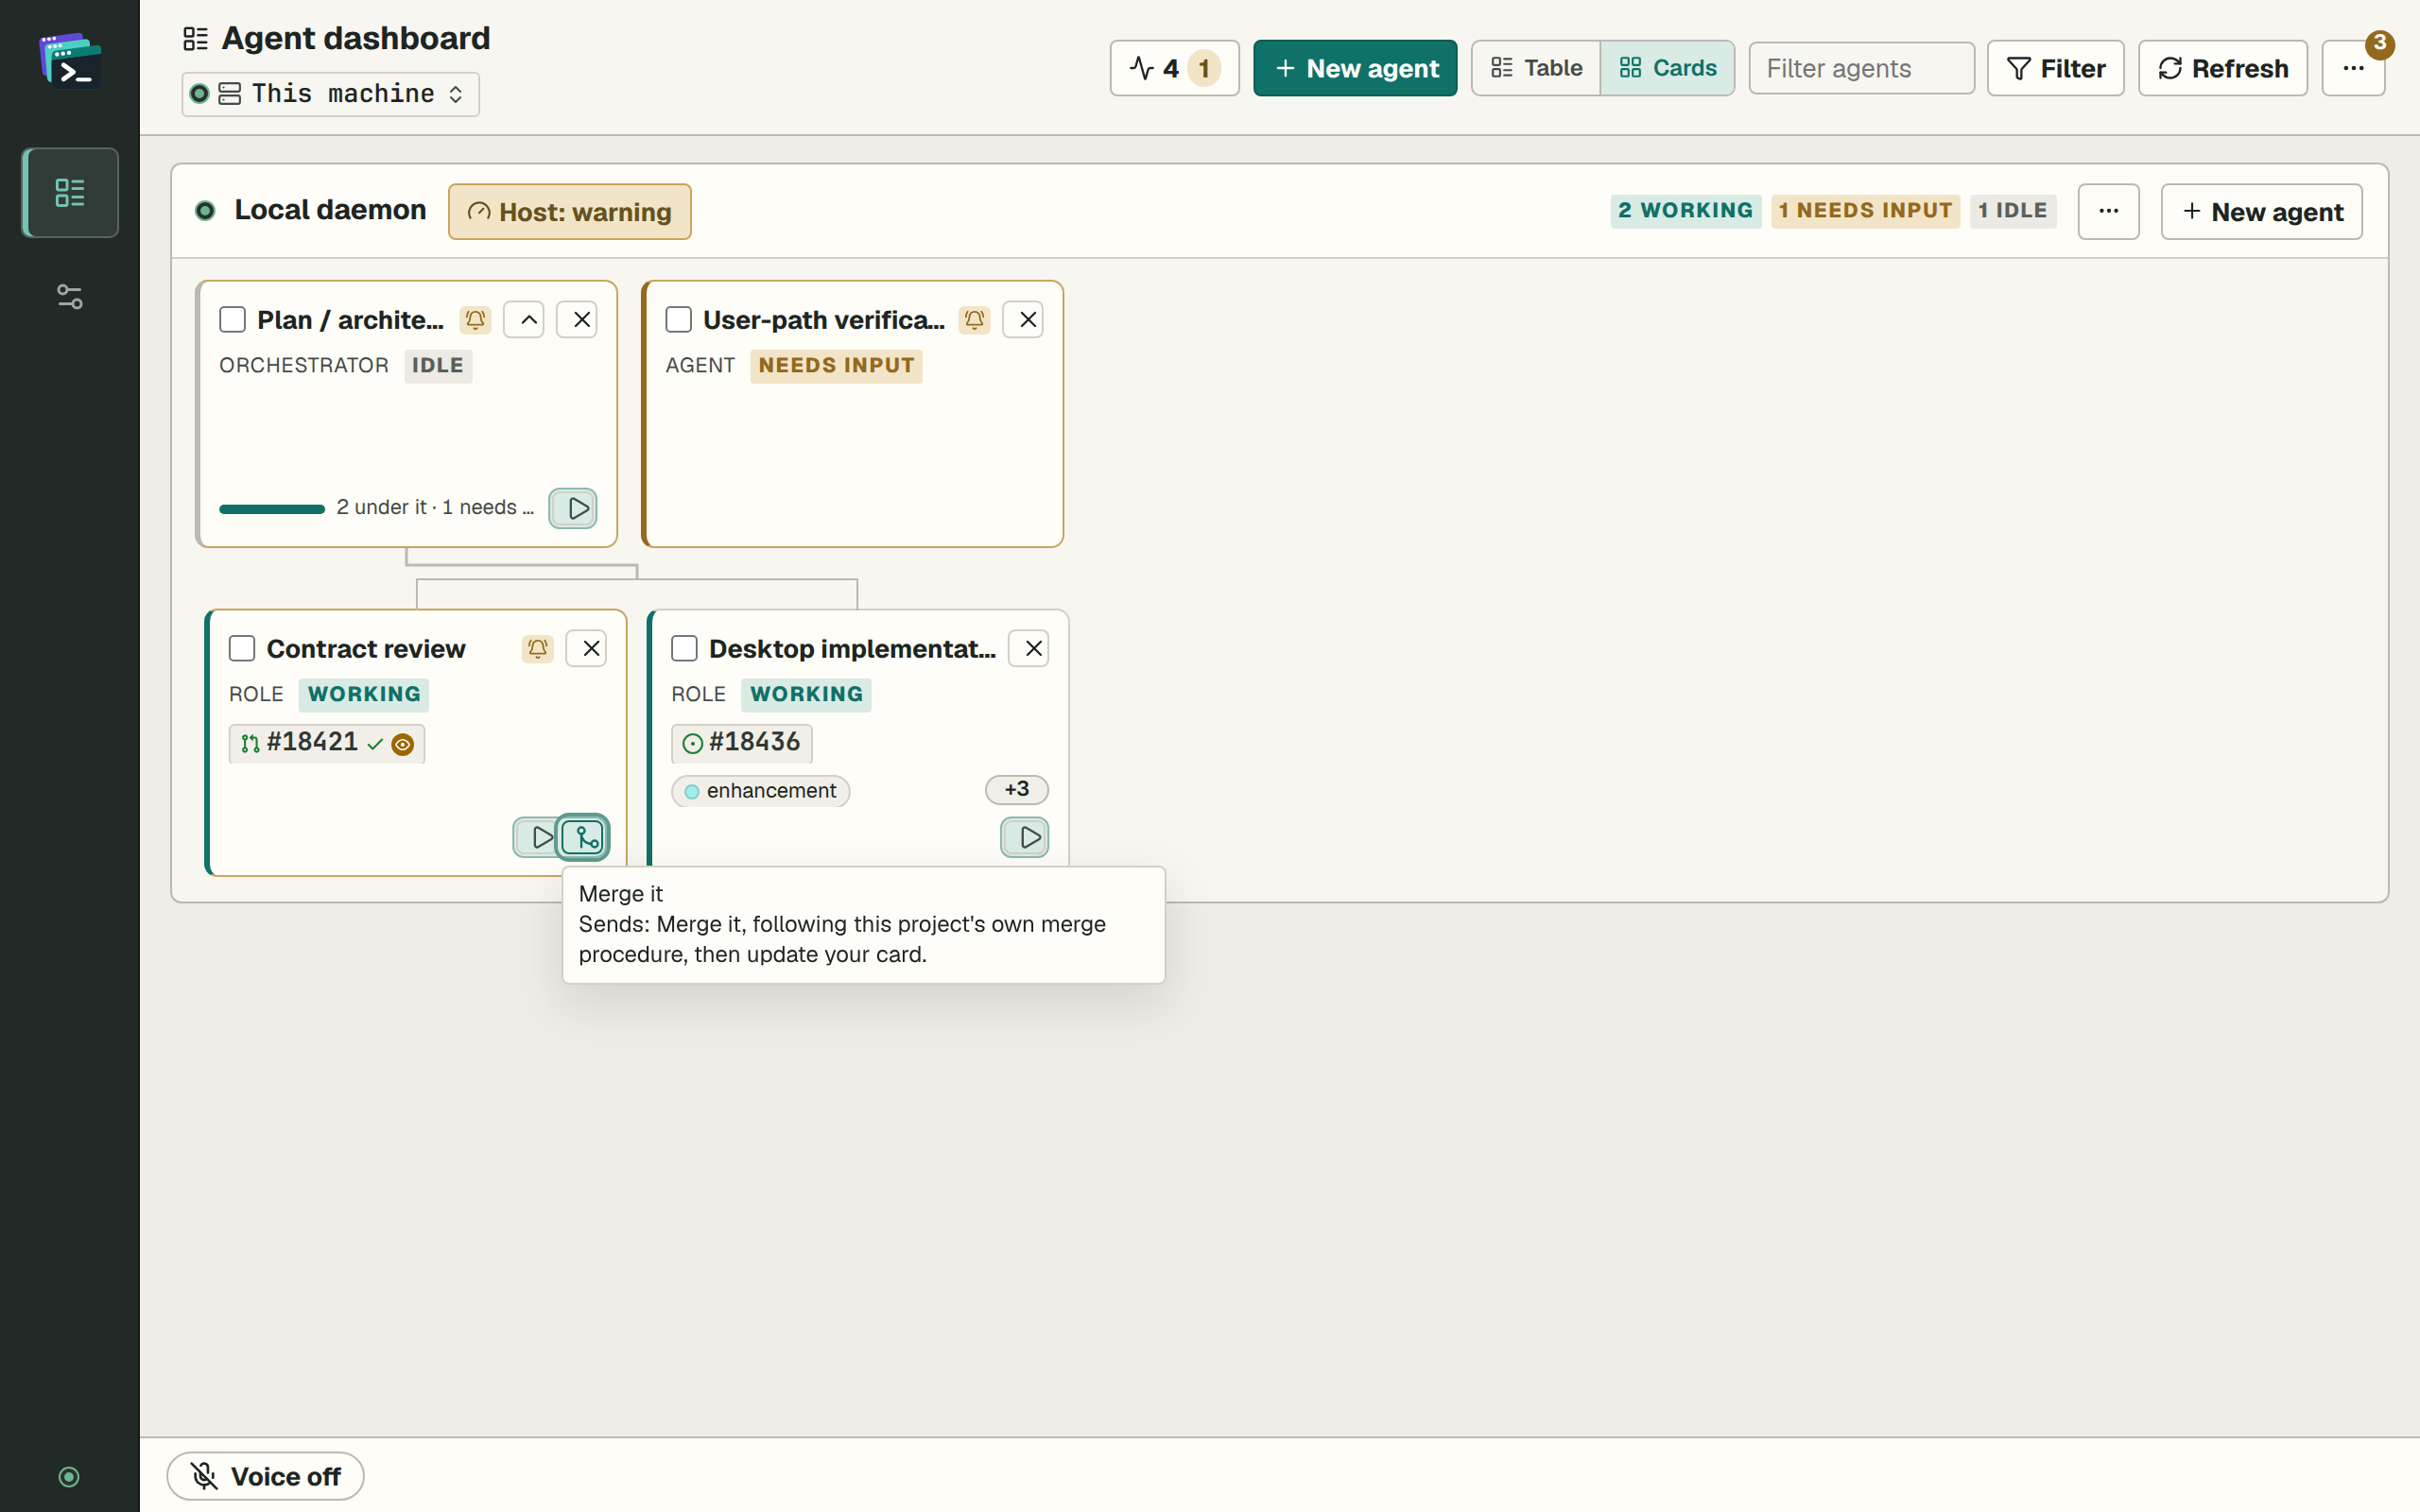 Agent dashboard
This machine
4 1
New agent
Table
Cards
Filter agents
Filter
Refresh
3
Local daemon
Host: warning
2 WORKING
1 NEEDS INPUT
1 IDLE
New agent
Plan / archite...
ORCHESTRATOR IDLE
2 under it · 1 needs ...
User-path verifica...
AGENT NEEDS INPUT
Contract review
ROLE WORKING
#18421
Desktop implementat...
ROLE WORKING
#18436
enhancement
+3
Merge it
Sends: Merge it, following this project's own merge
procedure, then update your card.
Voice off